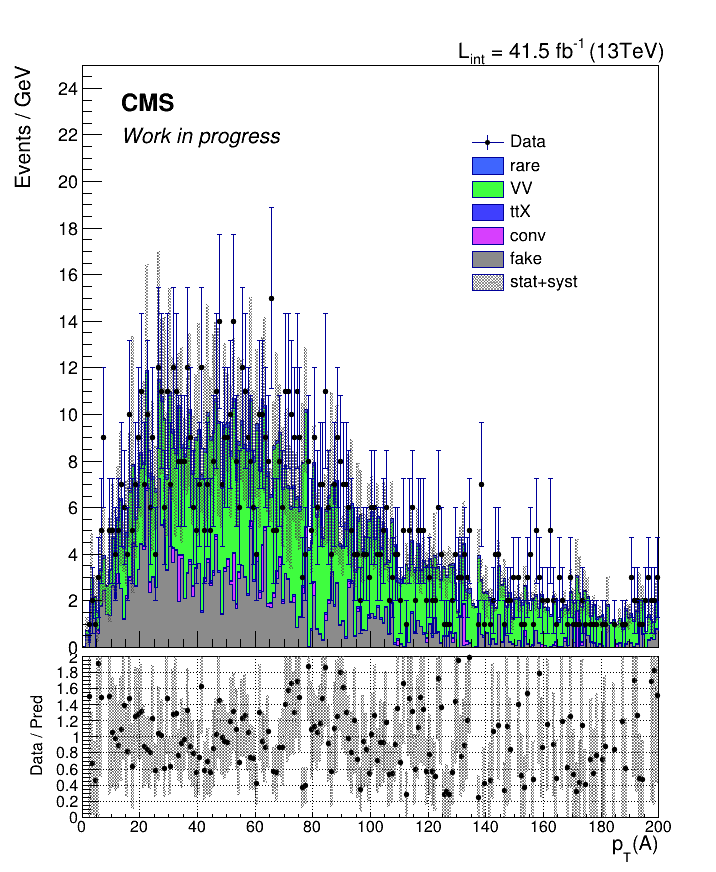 L_int = 41.5 fb^-1 (13TeV)
Events / GeV
24
22
20
18
16
14
12
10
8
6
4
2
0
CMS
Work in progress
Data
rare
VV
ttX
conv
fake
stat+syst
Data / Pred
2
1.8
1.6
1.4
1.2
1
0.8
0.6
0.4
0.2
0
0 20 40 60 80 100 120 140 160 180 200
p_T(A)